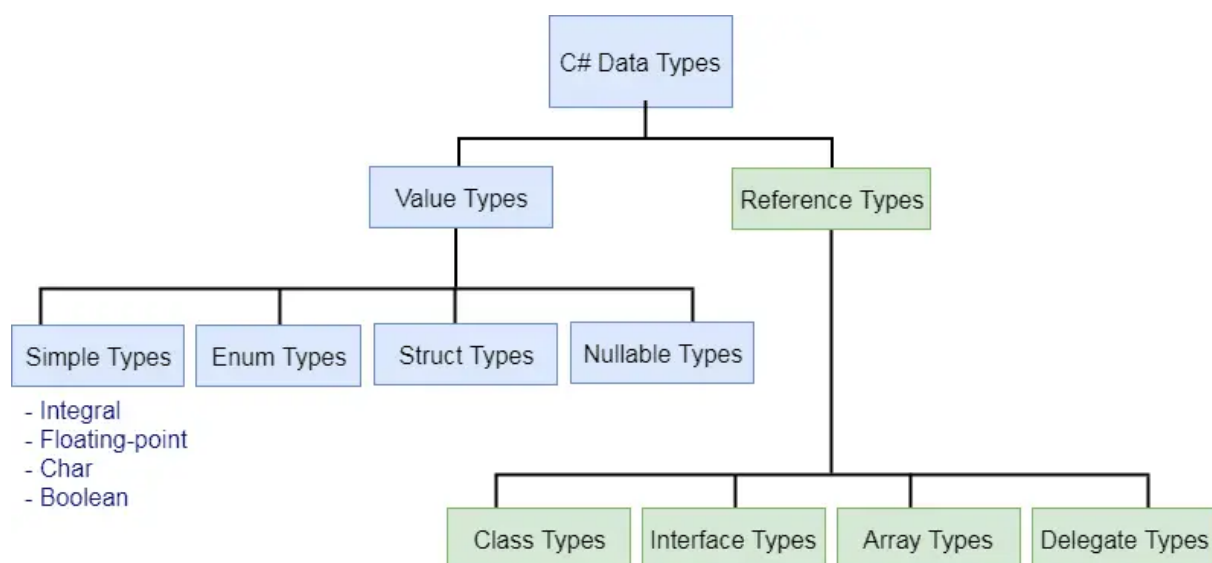 C# Data Types
Value Types
Reference Types
Simple Types
Enum Types
Struct Types
Nullable Types
- Integral
- Floating-point
- Char
- Boolean
Class Types
Interface Types
Array Types
Delegate Types